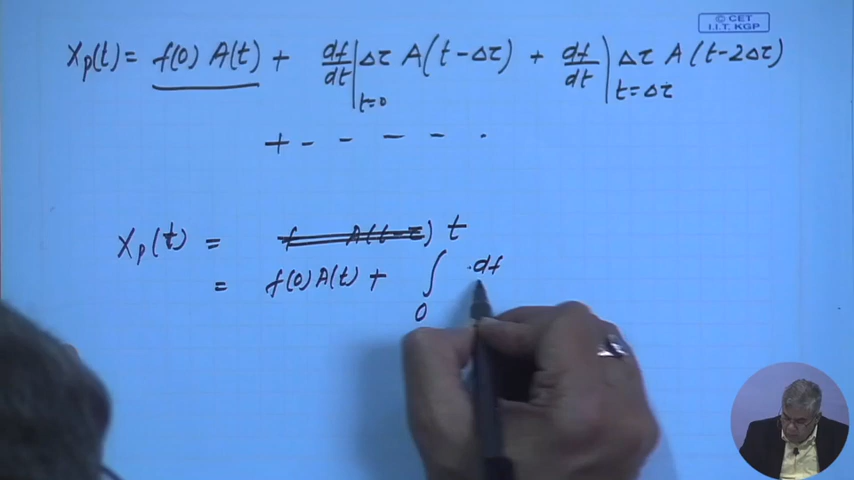 © CET
I.I.T. KGP
Xp(t) = f(0) A(t) + df/dt|t=0 Δτ A(t-Δτ) + df/dt|t=Δτ Δτ A(t-2Δτ)
+ - - - - .
Xp(t) = f A(t-τ) t
= f(0)A(t) + ∫ 0 df